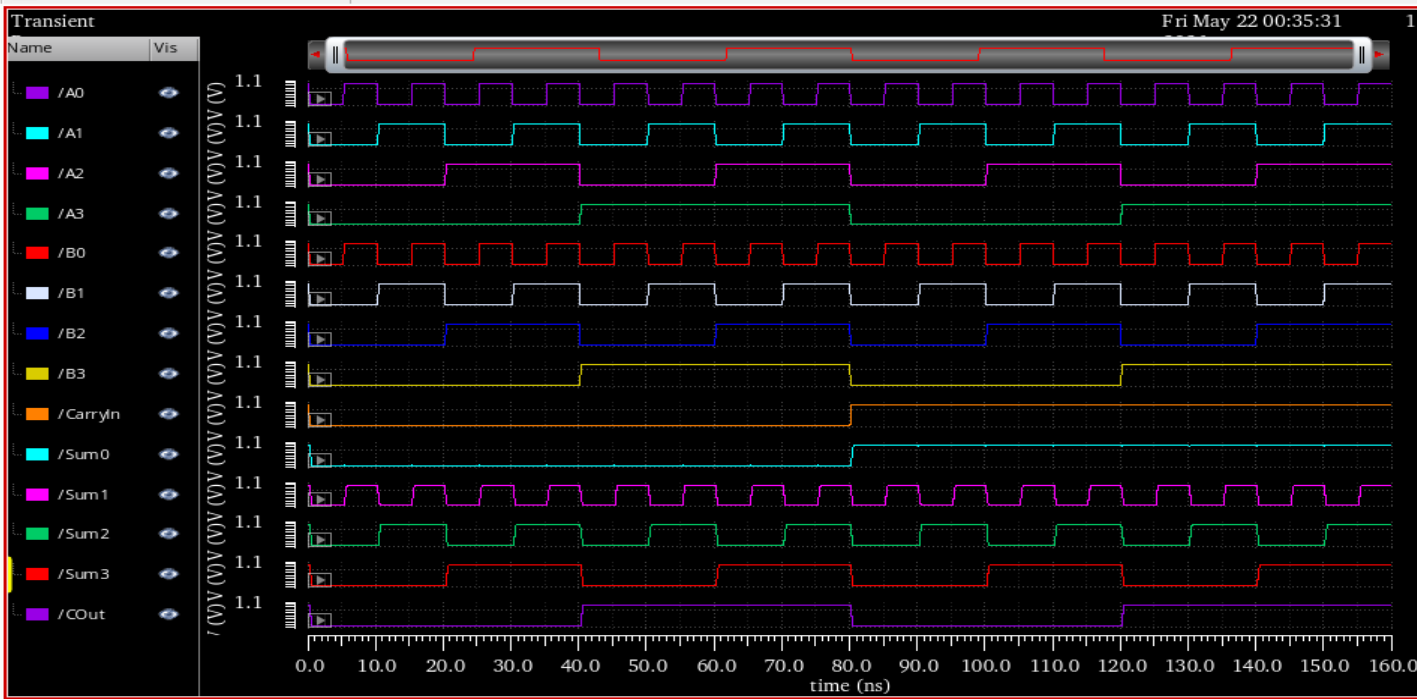 Transient
Fri May 22 00:35:31 1
Name Vis
/A0 (V) 1.1
/A1 (V) 1.1
/A2 (V) 1.1
/A3 (V) 1.1
/B0 (V) 1.1
/B1 (V) 1.1
/B2 (V) 1.1
/B3 (V) 1.1
/CarryIn (V) 1.1
/Sum0 (V) 1.1
/Sum1 (V) 1.1
/Sum2 (V) 1.1
/Sum3 (V) 1.1
/COut (V) 1.1
0.0 10.0 20.0 30.0 40.0 50.0 60.0 70.0 80.0 90.0 100.0 110.0 120.0 130.0 140.0 150.0 160.0
time (ns)